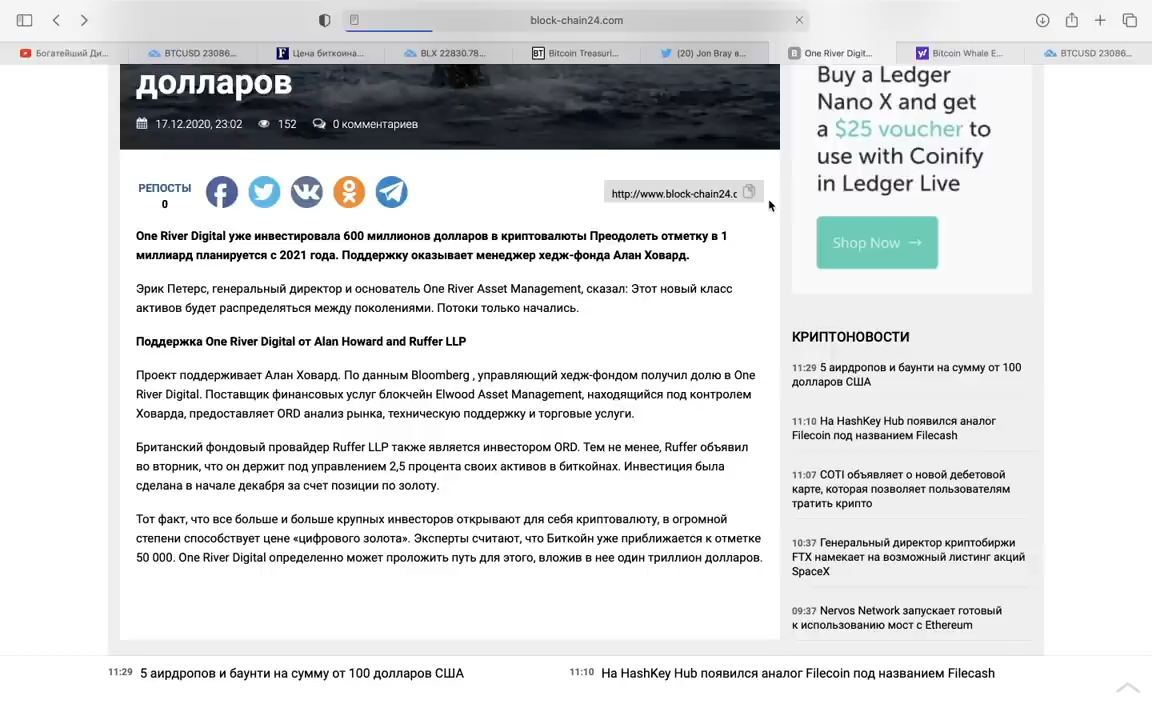 block-chain24.com
Богатейший Ди...
BTCUSD 23086...
Цена биткоина...
BLX 22830.78...
Bitcoin Treasuri...
(20) Jon Bray в...
One River Digit...
Bitcoin Whale E...
BTCUSD 23086...
долларов
17.12.2020, 23:02 152 0 комментариев
РЕПОСТЫ
0
http://www.block-chain24.c
One River Digital уже инвестировала 600 миллионов долларов в криптовалюты Преодолеть отметку в 1
миллиард планируется с 2021 года. Поддержку оказывает менеджер хедж-фонда Алан Ховард.
Эрик Петерс, генеральный директор и основатель One River Asset Management, сказал: Этот новый класс
активов будет распределяться между поколениями. Потоки только начались.
Поддержка One River Digital от Alan Howard and Ruffer LLP
Проект поддерживает Алан Ховард. По данным Bloomberg , управляющий хедж-фондом получил долю в One
River Digital. Поставщик финансовых услуг блокчейн Elwood Asset Management, находящийся под контролем
Ховарда, предоставляет ORD анализ рынка, техническую поддержку и торговые услуги.
Британский фондовый провайдер Ruffer LLP также является инвестором ORD. Тем не менее, Ruffer объявил
во вторник, что он держит под управлением 2,5 процента своих активов в биткойнах. Инвестиция была
сделана в начале декабря за счет позиции по золоту.
Тот факт, что все больше и больше крупных инвесторов открывают для себя криптовалюту, в огромной
степени способствует цене «цифрового золота». Эксперты считают, что Биткойн уже приближается к отметке
50 000. One River Digital определенно может проложить путь для этого, вложив в нее один триллион долларов.
Buy a Ledger
Nano X and get
a $25 voucher to
use with Coinify
in Ledger Live
Shop Now →
КРИПТОНОВОСТИ
11:29 5 аирдропов и баунти на сумму от 100
долларов США
11:10 На HashKey Hub появился аналог
Filecoin под названием Filecash
11:07 COTI объявляет о новой дебетовой
карте, которая позволяет пользователям
тратить крипто
10:37 Генеральный директор криптобиржи
FTX намекает на возможный листинг акций
SpaceX
09:37 Nervos Network запускает готовый
к использованию мост с Ethereum
11:29 5 аирдропов и баунти на сумму от 100 долларов США
11:10 На HashKey Hub появился аналог Filecoin под названием Filecash